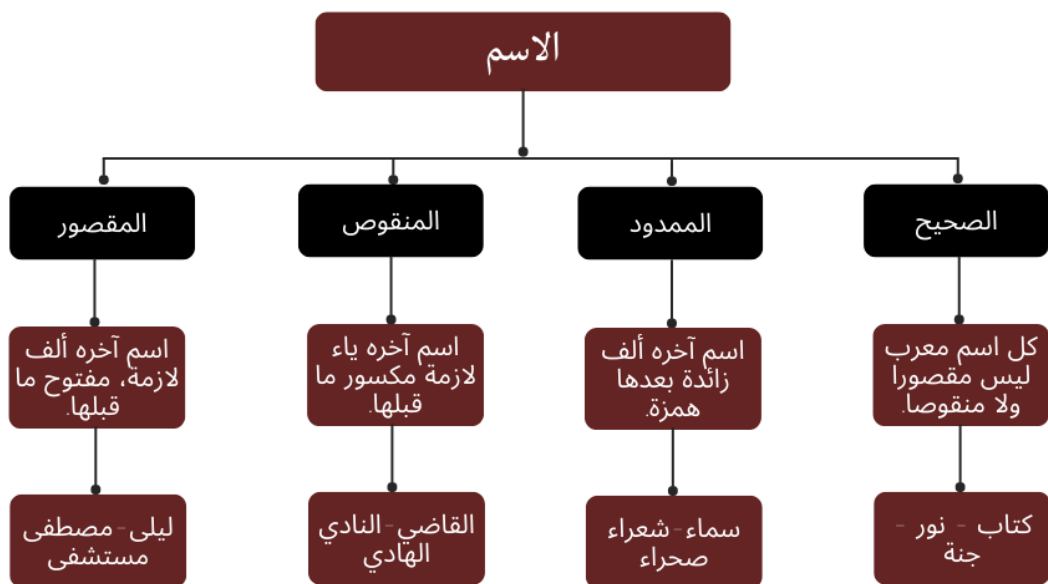 الاسم
الصحيح
الممدود
المنقوص
المقصور
كل اسم معرب
ليس مقصورا
ولا منقوصا.
اسم آخره ألف
زائدة بعدها
همزة.
اسم آخره ياء
لازمة مكسور ما
قبلها.
اسم آخره ألف
لازمة، مفتوح ما
قبلها.
كتاب - نور -
جنة
سماء-شعراء
صحراء
القاضي-النادي
الهادي
ليلى-مصطفى
مستشفى